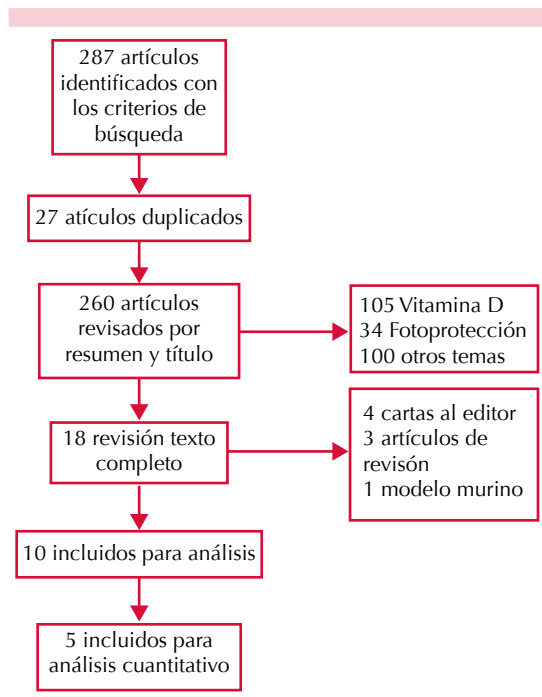 287 artículos
identificados con
los criterios de
búsqueda
27 atículos duplicados
260 artículos
revisados por
resumen y título
105 Vitamina D
34 Fotoprotección
100 otros temas
18 revisión texto
completo
4 cartas al editor
3 artículos de
revisón
1 modelo murino
10 incluidos para análisis
5 incluidos para
análisis cuantitativo